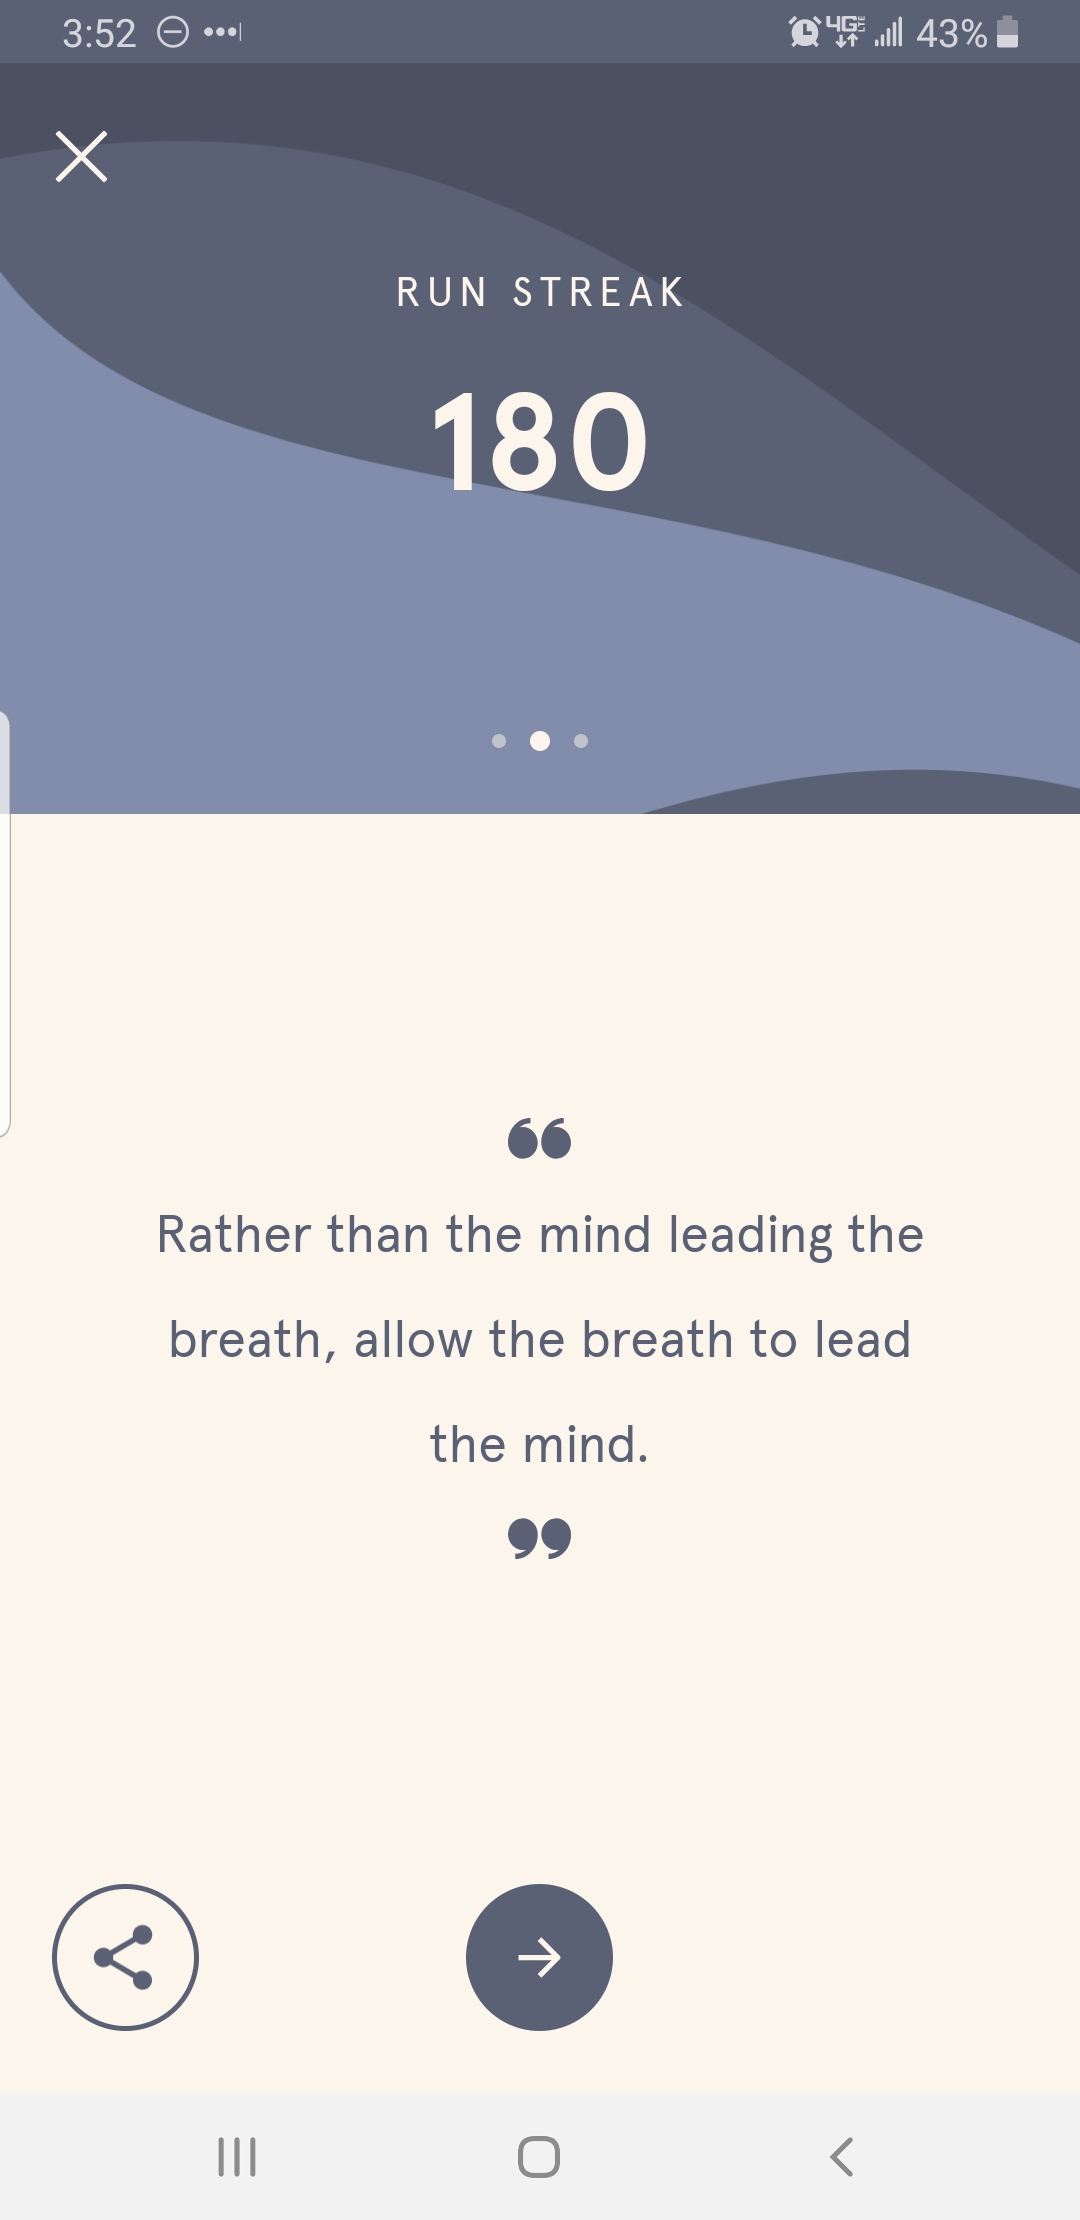 3:52
4G LTE 43%
RUN STREAK
180
“
Rather than the mind leading the
breath, allow the breath to lead
the mind.
”